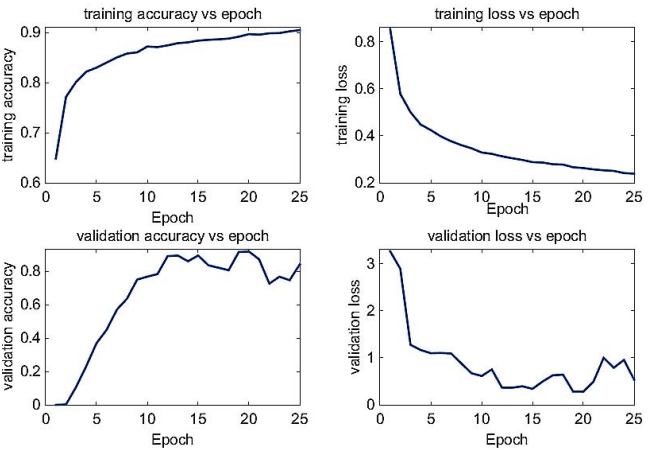 training accuracy vs epoch
training accuracy
0.9
0.8
0.7
0.6
0 5 10 15 20 25
Epoch
training loss vs epoch
training loss
0.8
0.6
0.4
0.2
0 5 10 15 20 25
Epoch
validation accuracy vs epoch
validation accuracy
0.8
0.6
0.4
0.2
0
0 5 10 15 20 25
Epoch
validation loss vs epoch
validation loss
3
2
1
0
0 5 10 15 20 25
Epoch